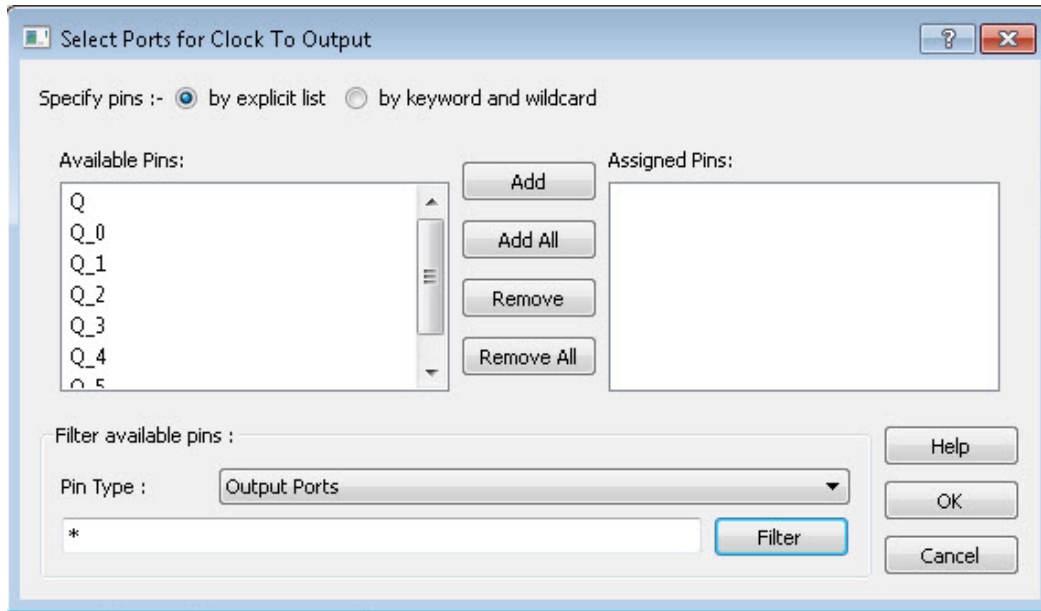 Select Ports for Clock To Output
?
Specify pins :- by explicit list by keyword and wildcard
Available Pins:
Q
Q_0
Q_1
Q_2
Q_3
Q_4
Q_5
Add
Add All
Remove
Remove All
Assigned Pins:
Filter available pins :
Pin Type : Output Ports
*
Filter
Help
OK
Cancel